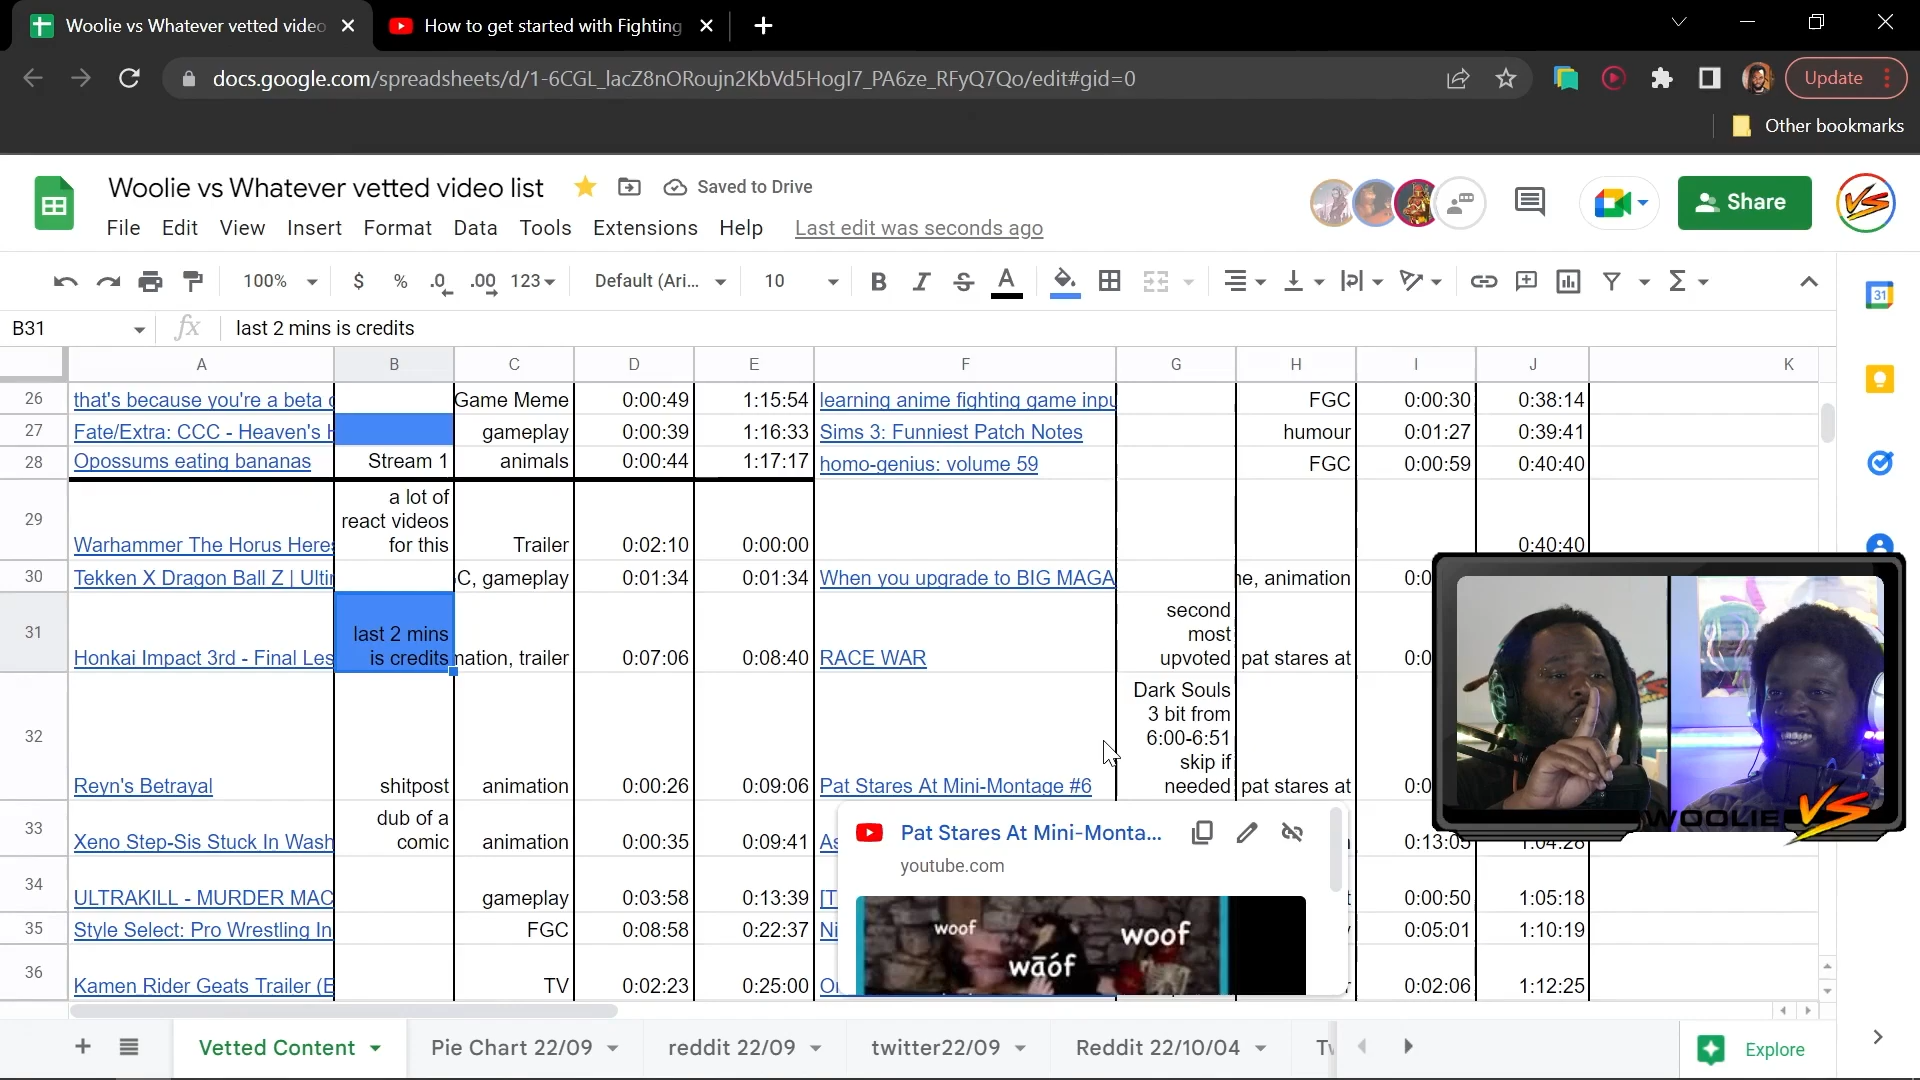 Woolie vs Whatever vetted video
How to get started with Fighting
docs.google.com/spreadsheets/d/1-6CGL_lacZ8nORoujn2KbVd5HogI7_PA6ze_RFyQ7Qo/edit#gid=0
Update
Other bookmarks
Woolie vs Whatever vetted video list
Saved to Drive
Share
File Edit View Insert Format Data Tools Extensions Help Last edit was seconds ago
100% $ % .0 .00 123 Default (Ari... 10 B I S A
31
B31 fx last 2 mins is credits
A B C D E F G H I J K
26 that's because you're a beta Game Meme 0:00:49 1:15:54 learning anime fighting game FGC 0:00:30 0:38:14
27 Fate/Extra: CCC - Heaven's gameplay 0:00:39 1:16:33 Sims 3: Funniest Patch Notes humour 0:01:27 0:39:41
28 Opossums eating bananas Stream 1 animals 0:00:44 1:17:17 homo-genius: volume 59 FGC 0:00:59 0:40:40
a lot of
29 react videos
Warhammer The Horus for this Trailer 0:02:10 0:00:00 0:40:40
30 Tekken X Dragon Ball Z | C, gameplay 0:01:34 0:01:34 When you upgrade to BIG MAGA animation
second
31 last 2 mins most
Honkai Impact 3rd - Final is credits trailer 0:07:06 0:08:40 RACE WAR upvoted pat stares at
Dark Souls
3 bit from
32 6:00-6:51
skip if
Reyn's Betrayal shitpost animation 0:00:26 0:09:06 Pat Stares At Mini-Montage #6 needed pat stares at
33 dub of a
Xeno Step-Sis Stuck In Wash comic animation 0:00:35 0:09:41 0:13:05 1:04:28
34
ULTRAKILL - MURDER MAC gameplay 0:03:58 0:13:39 0:00:50 1:05:18
35 Style Select: Pro Wrestling In FGC 0:08:58 0:22:37 Ni 0:05:01 1:10:19
36
Kamen Rider Geats Trailer (E TV 0:02:23 0:25:00 0:02:06 1:12:25
Pat Stares At Mini-Monta...
youtube.com
woof woof
wāóf
WOOLIE VS
VS
Vetted Content Pie Chart 22/09 reddit 22/09 twitter22/09 Reddit 22/10/04
Explore